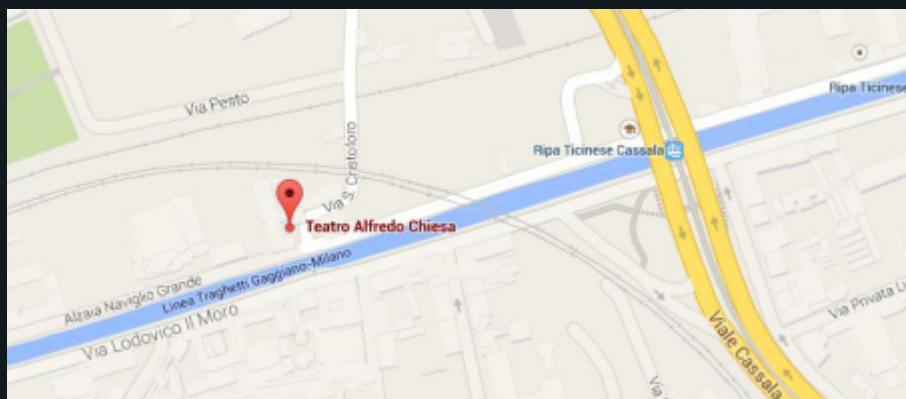 Via Pesto
Via S. Cristoforo
Ripa Ticinese
Ripa Ticinese Cassala
Teatro Alfredo Chiesa
Alzaia Naviglio Grande
Linea Traghetti Gaggiano-Milano
Via Lodovico Il Moro
Viale Cassala
Via Privata
Via